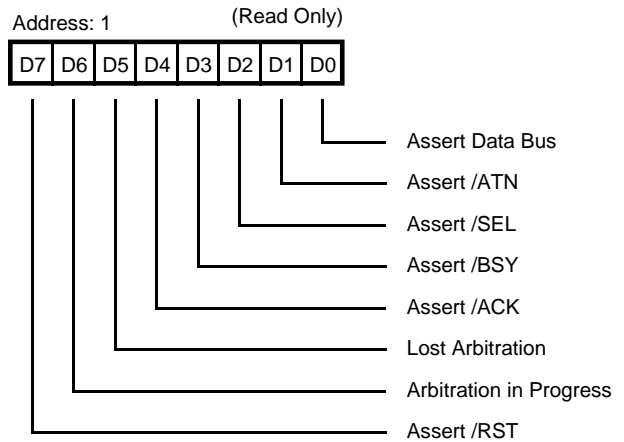 Address: 1 (Read Only)
D7 D6 D5 D4 D3 D2 D1 D0
Assert Data Bus
Assert /ATN
Assert /SEL
Assert /BSY
Assert /ACK
Lost Arbitration
Arbitration in Progress
Assert /RST